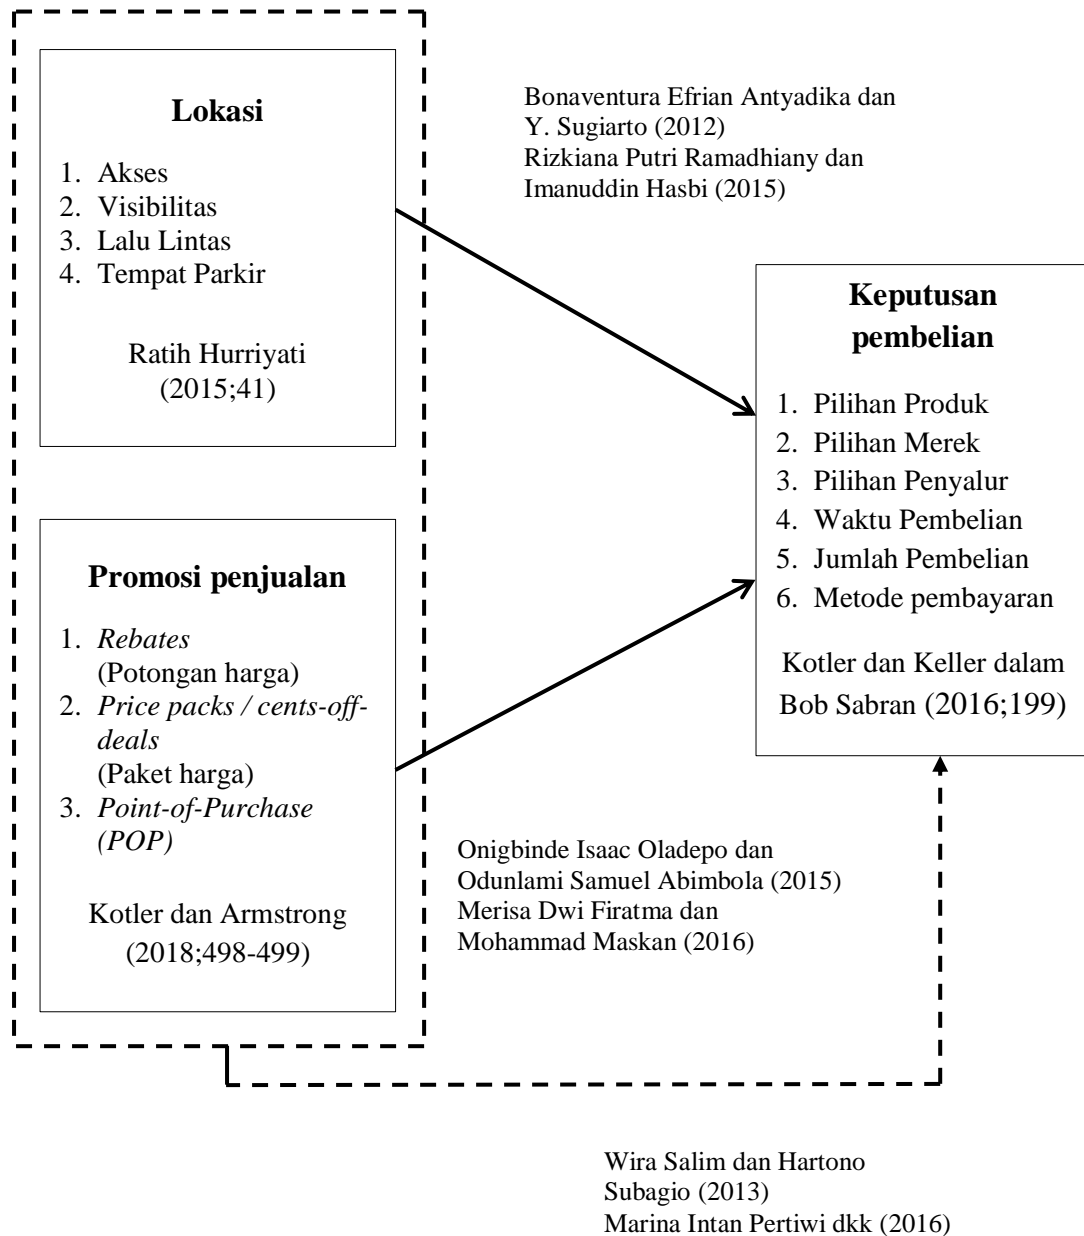 Lokasi
1. Akses
2. Visibilitas
3. Lalu Lintas
4. Tempat Parkir
Ratih Hurriyati
(2015;41)
Bonaventura Efrian Antyadika dan
Y. Sugiarto (2012)
Rizkiana Putri Ramadhiany dan
Imanuddin Hasbi (2015)
Keputusan
pembelian
1. Pilihan Produk
2. Pilihan Merek
3. Pilihan Penyalur
4. Waktu Pembelian
5. Jumlah Pembelian
6. Metode pembayaran
Kotler dan Keller dalam
Bob Sabran (2016;199)
Promosi penjualan
1. Rebates
(Potongan harga)
2. Price packs / cents-off-
deals
(Paket harga)
3. Point-of-Purchase
(POP)
Kotler dan Armstrong
(2018;498-499)
Onigbinde Isaac Oladepo dan
Odunlami Samuel Abimbola (2015)
Merisa Dwi Firatma dan
Mohammad Maskan (2016)
Wira Salim dan Hartono
Subagio (2013)
Marina Intan Pertiwi dkk (2016)